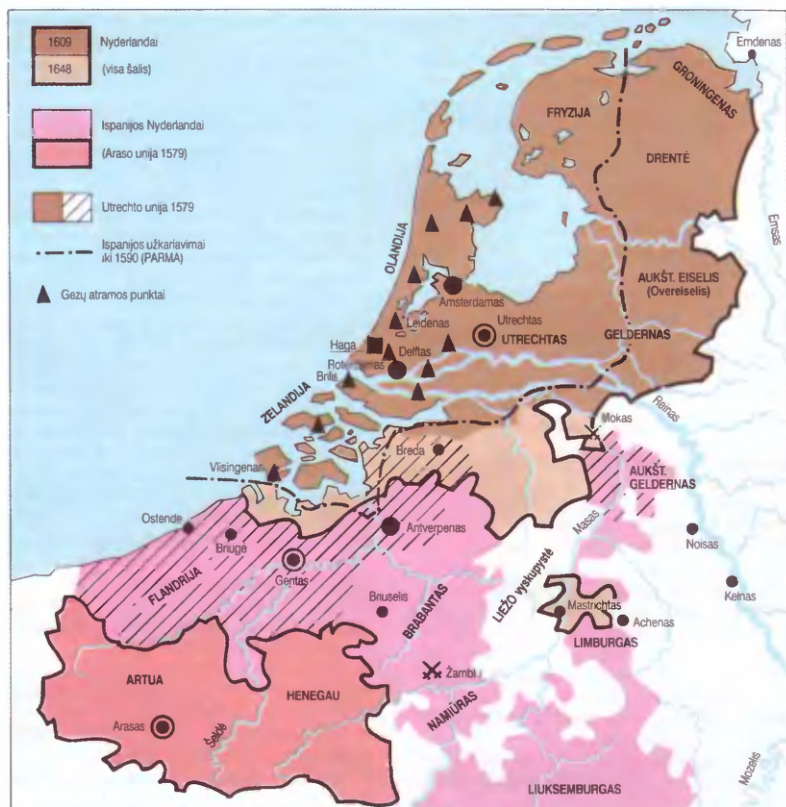 1609 Nyderlandai
1648 (visa šalis)
Ispanijos Nyderlandai
(Araso unija 1579)
Utrechto unija 1579
Ispanijos užkariavimai
iki 1590 (PARMA)
Gezų atramos punktai
Emdenas
GRONINGENAS
FRYZIJA
DRENTĖ
Emsas
OLANDIJA
AUKŠT. EISELIS
(Overeiselis)
Amsterdamas
Leidenas
Utrechtas
UTRECHTAS
GELDERNAS
Haga
Delftas
Roterdamas
Brilis
ZELANDIJA
Reinas
Mokas
Breda
Vlisingenas
AUKŠT.
GELDERNAS
Ostende
Antverpenas
Masas
Noisas
Briugė
Gentas
FLANDRIJA
LIEŽO vyskupystė
Kelnas
Briuselis
BRABANTAS
Mastrichtas
Achenas
LIMBURGAS
ARTUA
Žamblu
HENEGAU
NAMIŪRAS
Arasas
Šeldė
Mozelis
LIUKSEMBURGAS